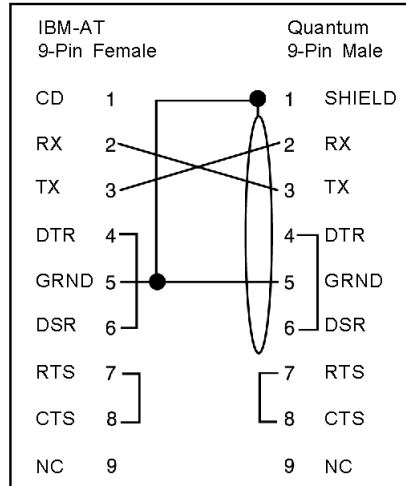 IBM-AT Quantum
9-Pin Female 9-Pin Male
CD 1 1 SHIELD
RX 2 2 RX
TX 3 3 TX
DTR 4 4 DTR
GRND 5 5 GRND
DSR 6 6 DSR
RTS 7 7 RTS
CTS 8 8 CTS
NC 9 9 NC